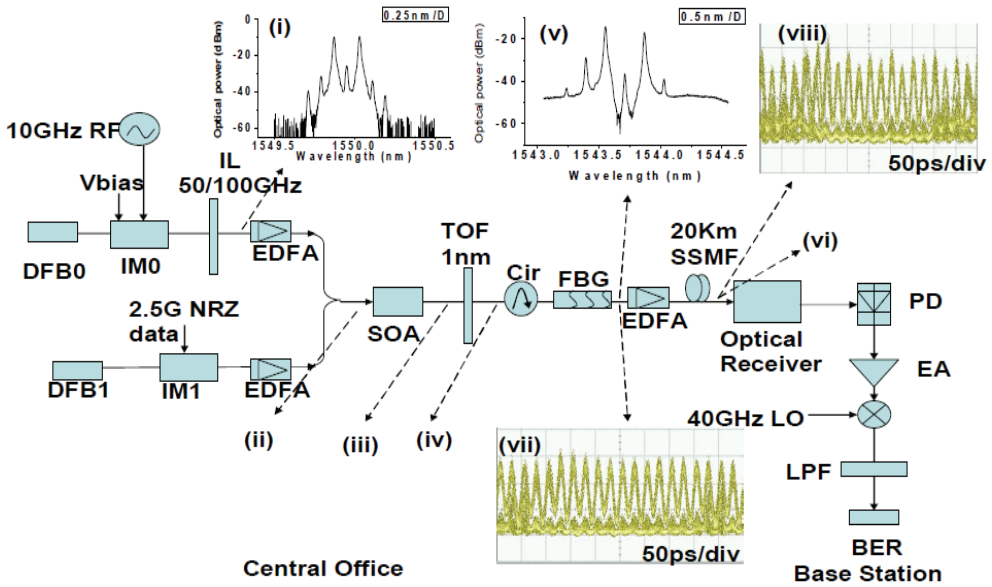 (i)
0.25nm/D
Optical power (dBm)
-20
-40
-60
1549.5
1550.0
1550.5
Wavelength (nm)
(v)
0.5nm/D
Optical power (dBm)
-20
-40
-60
1543.0
1543.5
1544.0
1544.5
Wavelength (nm)
(viii)
50ps/div
10GHz RF
Vbias
IL
50/100GHz
DFB0
IM0
EDFA
2.5G NRZ
data
DFB1
IM1
EDFA
SOA
TOF
1nm
Cir
FBG
EDFA
20Km
SSMF
(vi)
Optical
Receiver
PD
EA
40GHz LO
LPF
BER
Base Station
(ii)
(iii)
(iv)
(vii)
50ps/div
Central Office